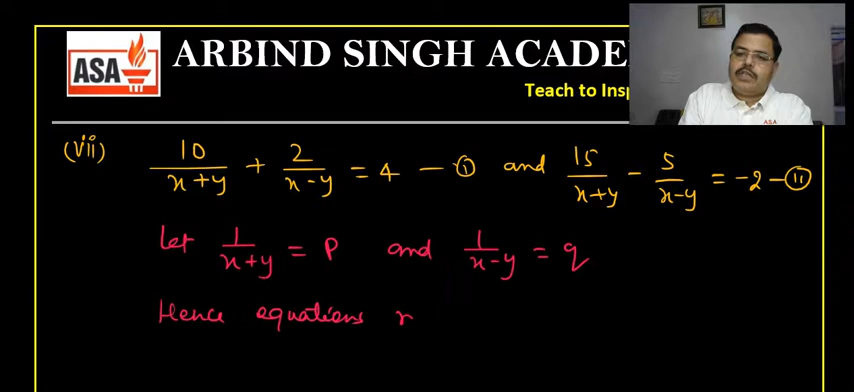 ARBIND SINGH ACADE
ASA
Teach to Insp
ASA
(vii) 10/(x+y) + 2/(x-y) = 4 — (i) and 15/(x+y) - 5/(x-y) = -2 — (ii)
Let 1/(x+y) = P and 1/(x-y) = q
Hence equations r